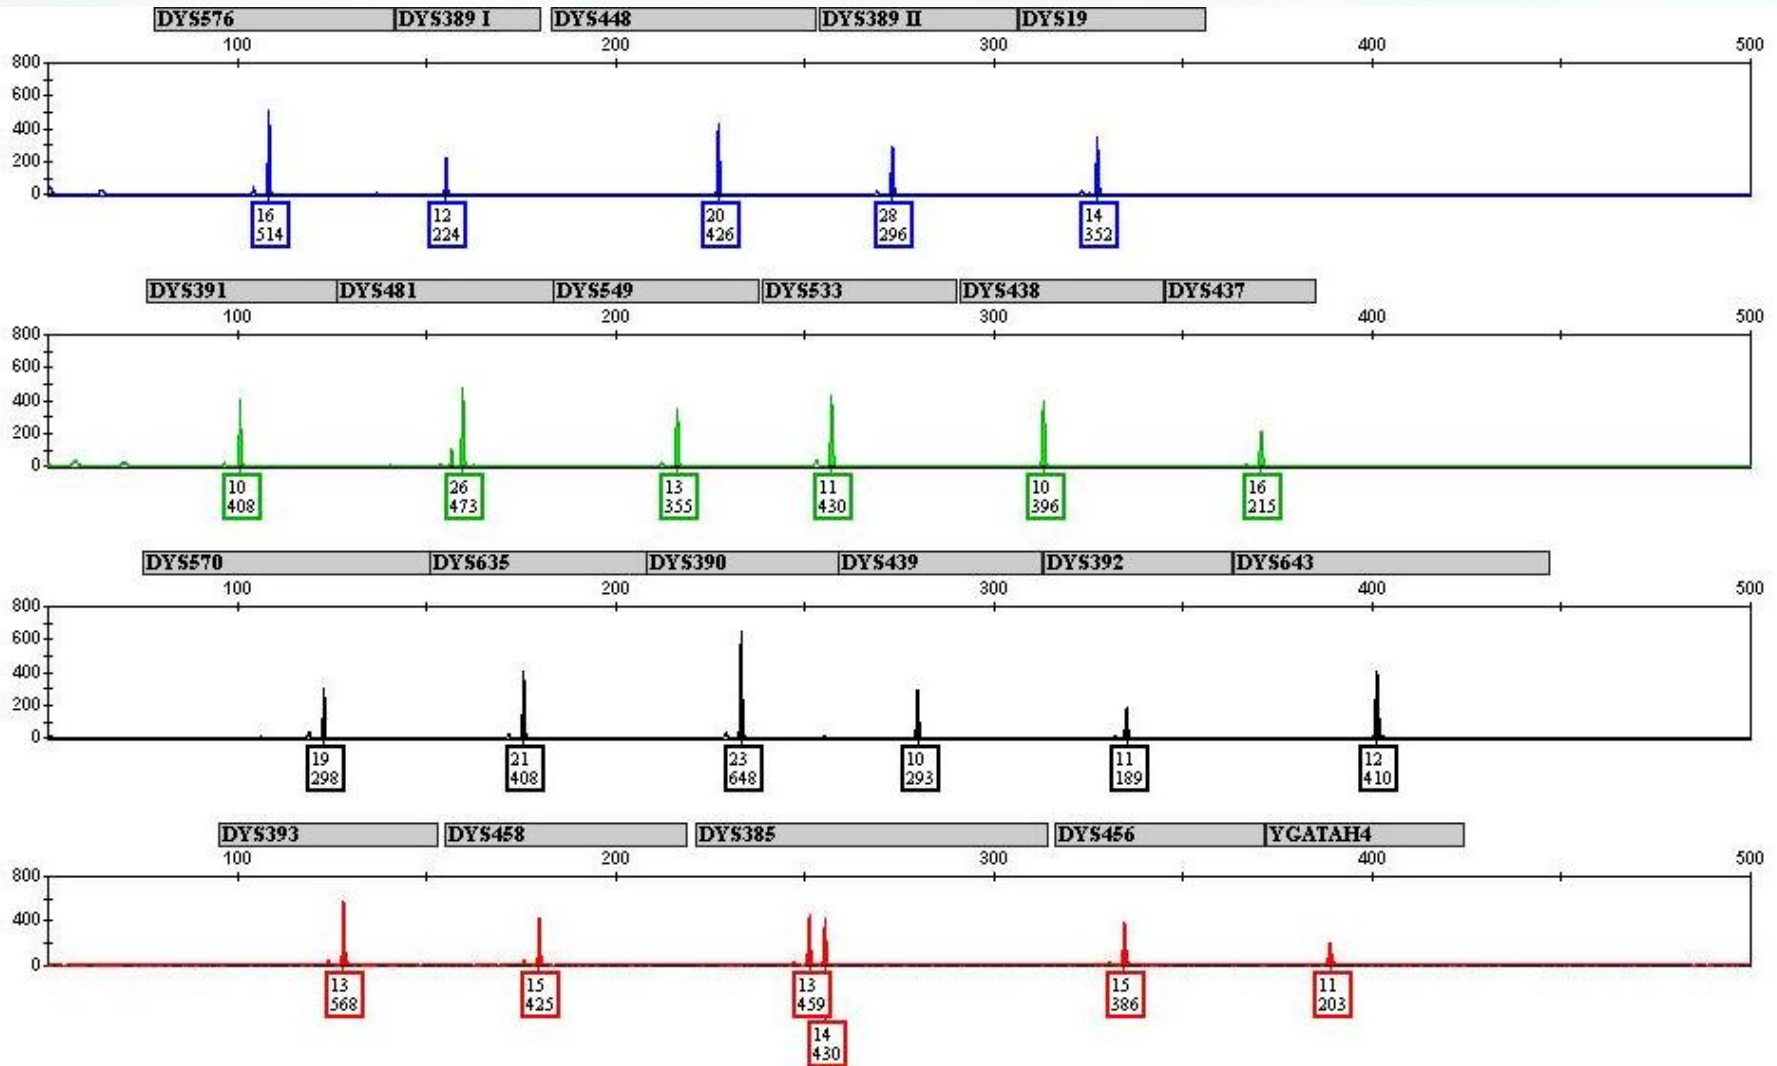 DYS576 DYS389 I DYS448 DYS389 II DYS19
100 200 300 400 500
800
600
400
200
0
16 12 20 28 14
514 224 426 296 352
DYS391 DYS481 DYS549 DYS533 DYS438 DYS437
100 200 300 400 500
800
600
400
200
0
10 26 13 11 10 16
408 473 355 430 396 215
DYS570 DYS635 DYS390 DYS439 DYS392 DYS643
100 200 300 400 500
800
600
400
200
0
19 21 23 10 11 12
298 408 648 293 189 410
DYS393 DYS458 DYS385 DYS456 YGATAH4
100 200 300 400 500
800
400
0
13 15 13 15 11
568 425 459 386 203
14
430